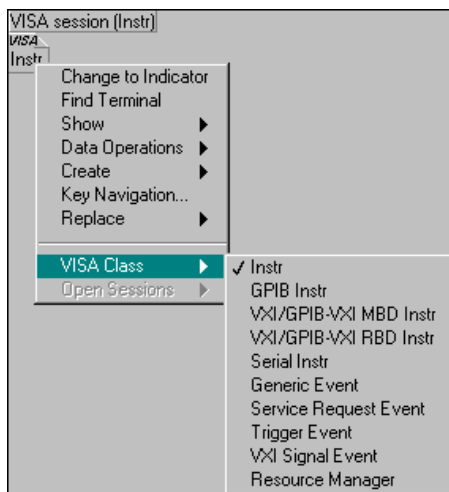 VISA session (Instr)
VISA
Instr
Change to Indicator
Find Terminal
Show
Data Operations
Create
Key Navigation...
Replace
VISA Class
Open Sessions
Instr
GPIB Instr
VXI/GPIB-VXI MBD Instr
VXI/GPIB-VXI RBD Instr
Serial Instr
Generic Event
Service Request Event
Trigger Event
VXI Signal Event
Resource Manager